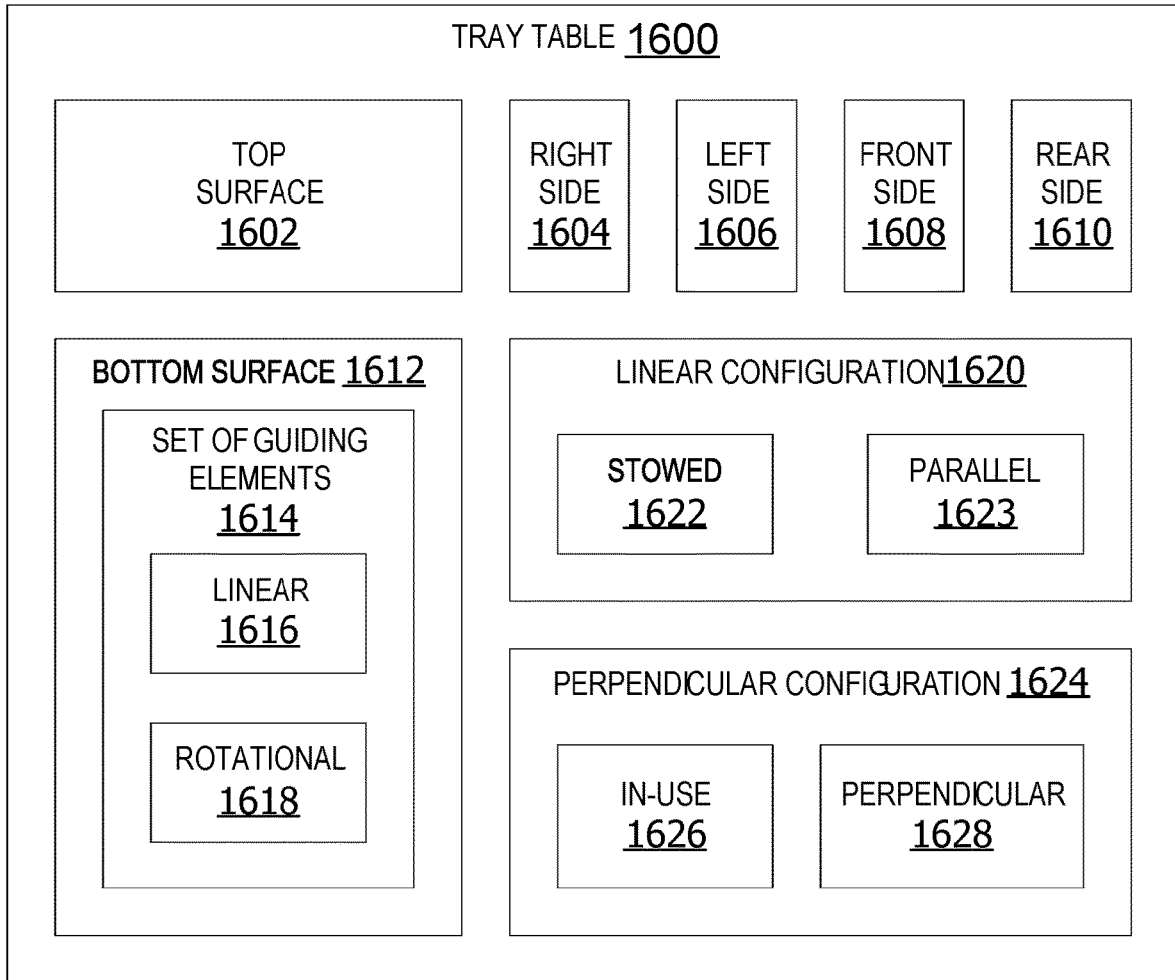 TRAY TABLE 1600
TOP
SURFACE
1602
RIGHT
SIDE
1604
LEFT
SIDE
1606
FRONT
SIDE
1608
REAR
SIDE
1610
BOTTOM SURFACE 1612
SET OF GUIDING
ELEMENTS
1614
LINEAR
1616
ROTATIONAL
1618
LINEAR CONFIGURATION 1620
STOWED
1622
PARALLEL
1623
PERPENDICULAR CONFIGURATION 1624
IN-USE
1626
PERPENDICULAR
1628